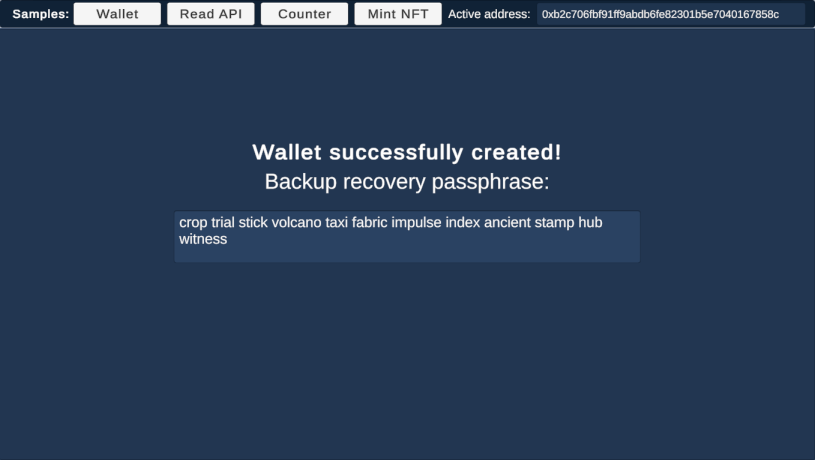 Samples: Wallet Read API Counter Mint NFT Active address: 0xb2c706fbf91ff9abdb6fe82301b5e7040167858c
Wallet successfully created!
Backup recovery passphrase:
crop trial stick volcano taxi fabric impulse index ancient stamp hub
witness